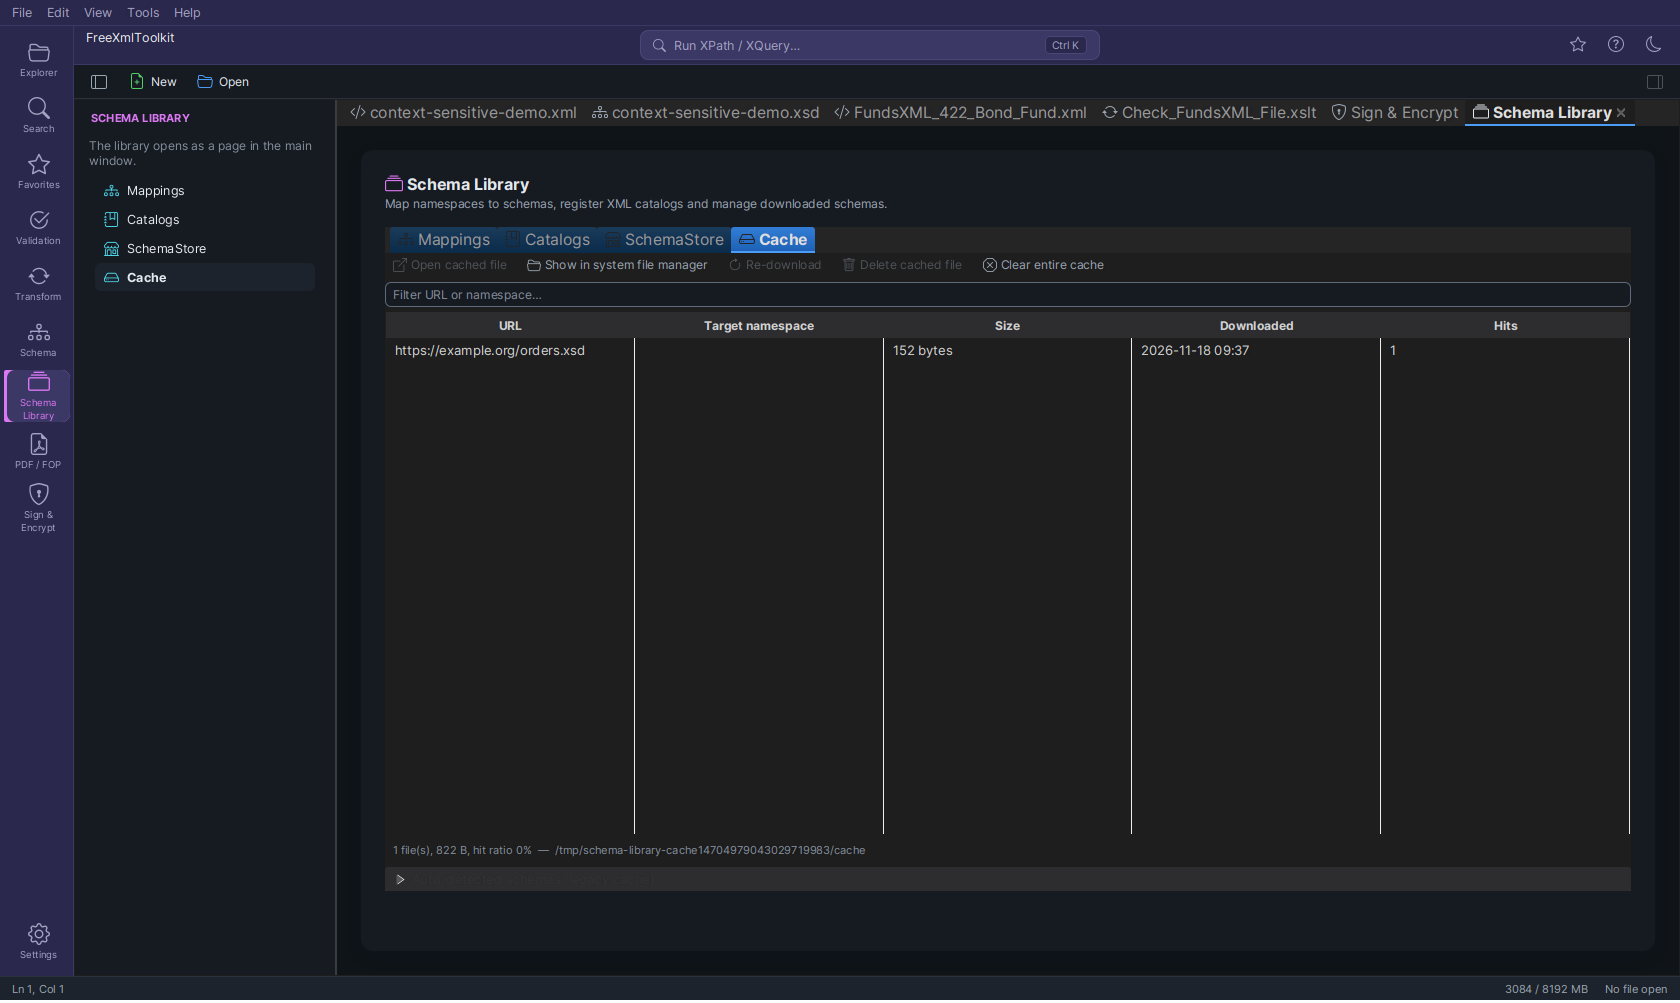 File Edit View Tools Help
FreeXmlToolkit
Run XPath / XQuery... Ctrl K
New Open
Explorer
Search
Favorites
Validation
Transform
Schema
Schema
Library
PDF / FOP
Sign &
Encrypt
Settings
SCHEMA LIBRARY
The library opens as a page in the main
window.
Mappings
Catalogs
SchemaStore
Cache
context-sensitive-demo.xml context-sensitive-demo.xsd FundsXML_422_Bond_Fund.xml Check_FundsXML_File.xslt Sign & Encrypt Schema Library
Schema Library
Map namespaces to schemas, register XML catalogs and manage downloaded schemas.
Mappings Catalogs SchemaStore Cache
Open cached file Show in system file manager Re-download Delete cached file Clear entire cache
Filter URL or namespace...
URL Target namespace Size Downloaded Hits
https://example.org/orders.xsd 152 bytes 2026-11-18 09:37 1
1 file(s), 822 B, hit ratio 0% — /tmp/schema-library-cache14704979043029719983/cache
Ln 1, Col 1 3084 / 8192 MB No file open